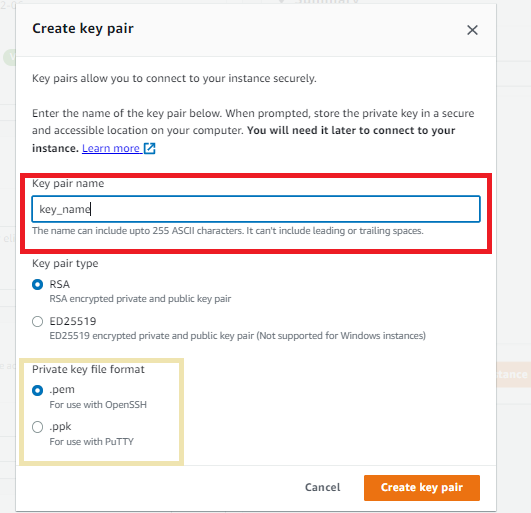 Create key pair
Key pairs allow you to connect to your instance securely.
Enter the name of the key pair below. When prompted, store the private key in a secure
and accessible location on your computer. You will need it later to connect to your
instance. Learn more
Key pair name
key_name
The name can include upto 255 ASCII characters. It can't include leading or trailing spaces.
Key pair type
RSA
RSA encrypted private and public key pair
ED25519
ED25519 encrypted private and public key pair (Not supported for Windows instances)
Private key file format
.pem
For use with OpenSSH
.ppk
For use with PuTTY
Cancel
Create key pair